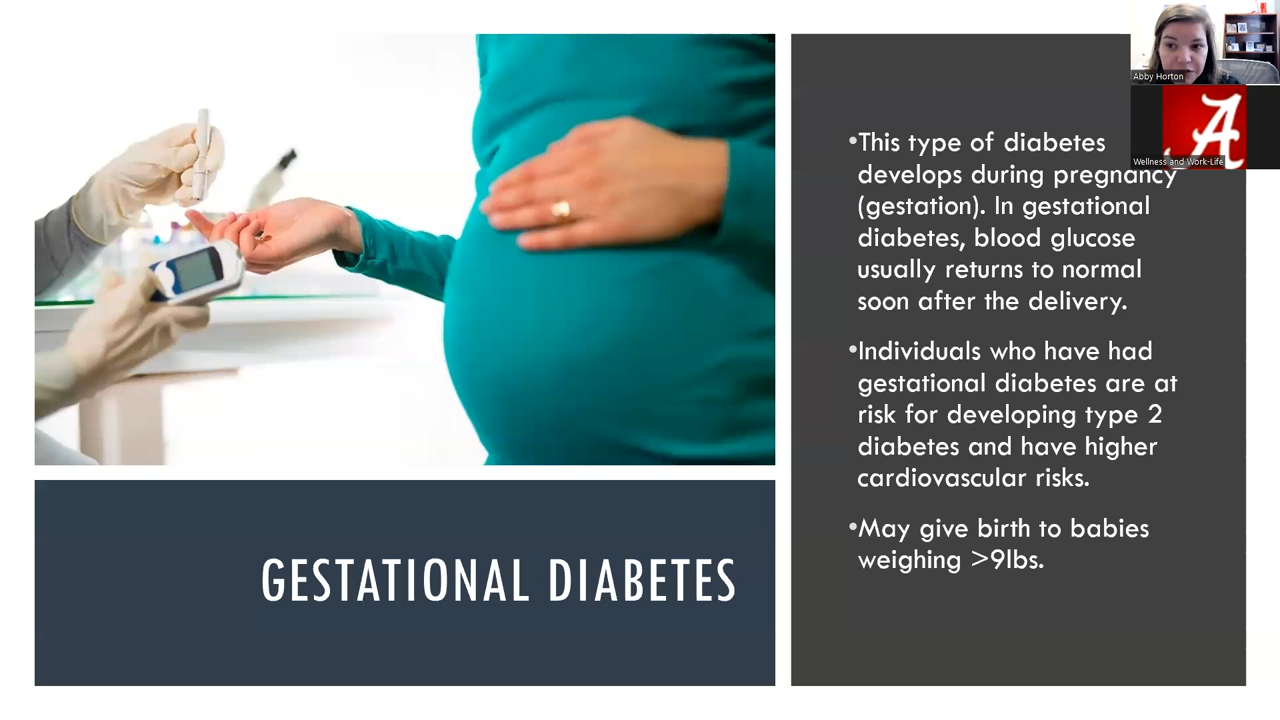 Abby Horton
A
Wellness and Work-Life
•This type of diabetes
develops during pregnancy
(gestation). In gestational
diabetes, blood glucose
usually returns to normal
soon after the delivery.
•Individuals who have had
gestational diabetes are at
risk for developing type 2
diabetes and have higher
cardiovascular risks.
•May give birth to babies
weighing >9lbs.
GESTATIONAL DIABETES